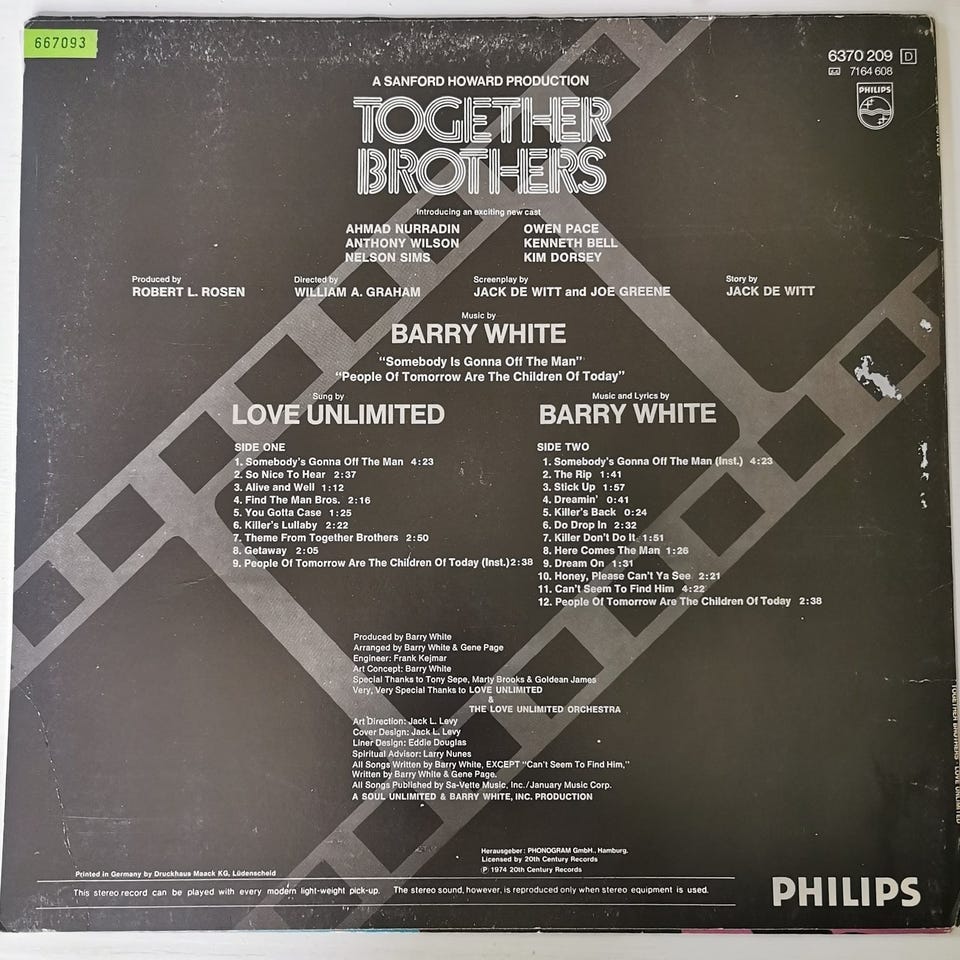 667093
6370 209 D
7164 608
PHILIPS
A SANFORD HOWARD PRODUCTION
TOGETHER
BROTHERS
Introducing an exciting new cast
AHMAD NURRADIN OWEN PACE
ANTHONY WILSON KENNETH BELL
NELSON SIMS KIM DORSEY
Produced by Directed by Screenplay by Story by
ROBERT L. ROSEN WILLIAM A. GRAHAM JACK DE WITT and JOE GREENE JACK DE WITT
Music by
BARRY WHITE
"Somebody Is Gonna Off The Man"
"People Of Tomorrow Are The Children Of Today"
Sung by
LOVE UNLIMITED
Music and Lyrics by
BARRY WHITE
SIDE ONE
1. Somebody's Gonna Off The Man 4:23
2. So Nice To Hear 2:37
3. Alive and Well 1:12
4. Find The Man Bros. 2:16
5. You Gotta Case 1:25
6. Killer's Lullaby 2:22
7. Theme From Together Brothers 2:50
8. Getaway 2:05
9. People Of Tomorrow Are The Children Of Today (Inst.) 2:38
SIDE TWO
1. Somebody's Gonna Off The Man (Inst.) 4:23
2. The Rip 1:41
3. Stick Up 1:57
4. Dreamin' 0:41
5. Killer's Back 0:24
6. Do Drop In 2:32
7. Killer Don't Do It 1:51
8. Here Comes The Man 1:26
9. Dream On 1:31
10. Honey, Please Can't Ya See 2:21
11. Can't Seem To Find Him 4:22
12. People Of Tomorrow Are The Children Of Today 2:38
Produced by Barry White
Arranged by Barry White & Gene Page
Engineer: Frank Kejmar
Art Concept: Barry White
Special Thanks to Tony Sepe, Marty Brooks & Goldean James
Very, Very Special Thanks to LOVE UNLIMITED
&
THE LOVE UNLIMITED ORCHESTRA
Art Direction: Jack L. Levy
Cover Design: Jack L. Levy
Liner Design: Eddie Douglas
Spiritual Advisor: Larry Nunes
All Songs Written by Barry White, EXCEPT "Can't Seem To Find Him,"
Written by Barry White & Gene Page.
All Songs Published by Sa-Vette Music, Inc./January Music Corp.
A SOUL UNLIMITED & BARRY WHITE, INC. PRODUCTION
Herausgeber: PHONOGRAM GmbH., Hamburg.
Licensed by 20th Century Records
Ⓟ 1974 20th Century Records
Printed in Germany by Druckhaus Maack KG, Lüdenscheid
This stereo record can be played with every modern light-weight pick-up. The stereo sound, however, is reproduced only when stereo equipment is used.
PHILIPS
TOGETHER BROTHERS · LOVE UNLIMITED